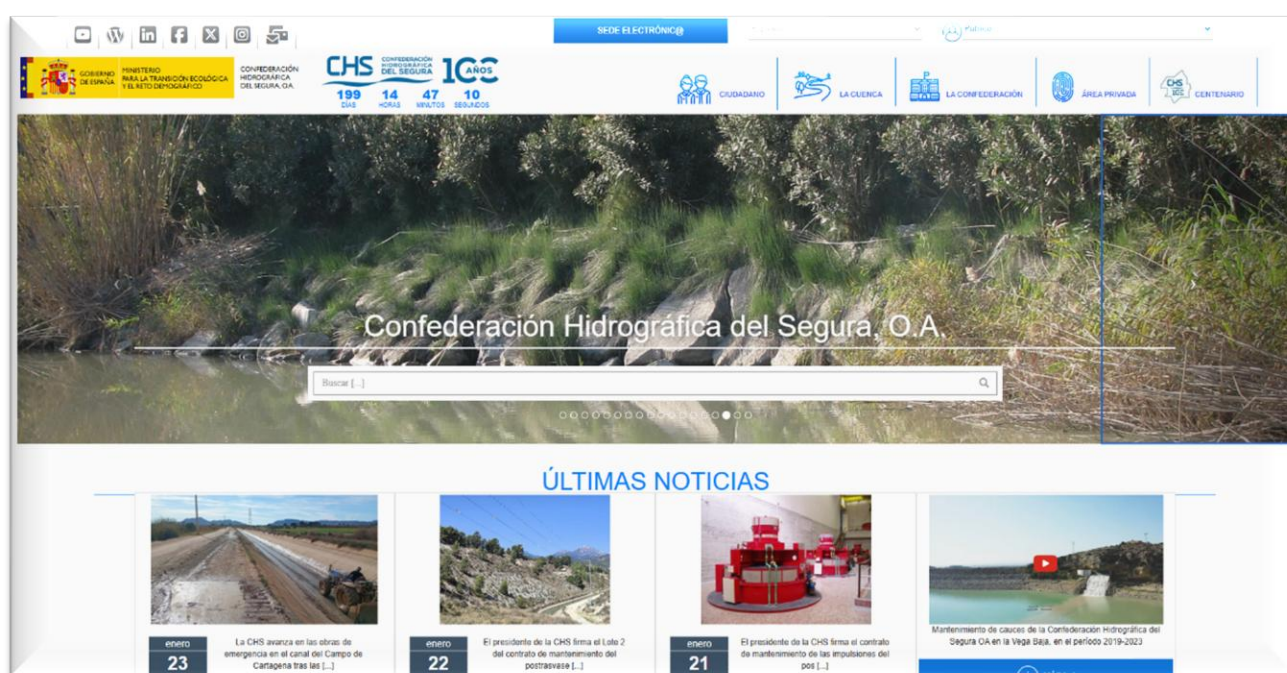 SEDE ELECTRÓNIC@
GOBIERNO
DE ESPAÑA
MINISTERIO
PARA LA TRANSICIÓN ECOLÓGICA
Y EL RETO DEMOGRÁFICO
CONFEDERACIÓN
HIDROGRÁFICA
DEL SEGURA, O.A.
CHS
CONFEDERACIÓN
HIDROGRÁFICA
DEL SEGURA
100
AÑOS
199 14 47 10
DÍAS HORAS MINUTOS SEGUNDOS
CIUDADANO
LA CUENCA
LA CONFEDERACIÓN
ÁREA PRIVADA
CHS
CENTENARIO
Confederación Hidrográfica del Segura, O.A.
Buscar [...]
ÚLTIMAS NOTICIAS
enero
23
La CHS avanza en las obras de
emergencia en el canal del Campo de
Cartagena tras las [...]
enero
22
El presidente de la CHS firma el Lote 2
del contrato de mantenimiento del
postrasvase [...]
enero
21
El presidente de la CHS firma el contrato
de mantenimiento de las impulsiones del
pos [...]
Mantenimiento de cauces de la Confederación Hidrográfica del
Segura OA en la Vega Baja, en el período 2019-2023